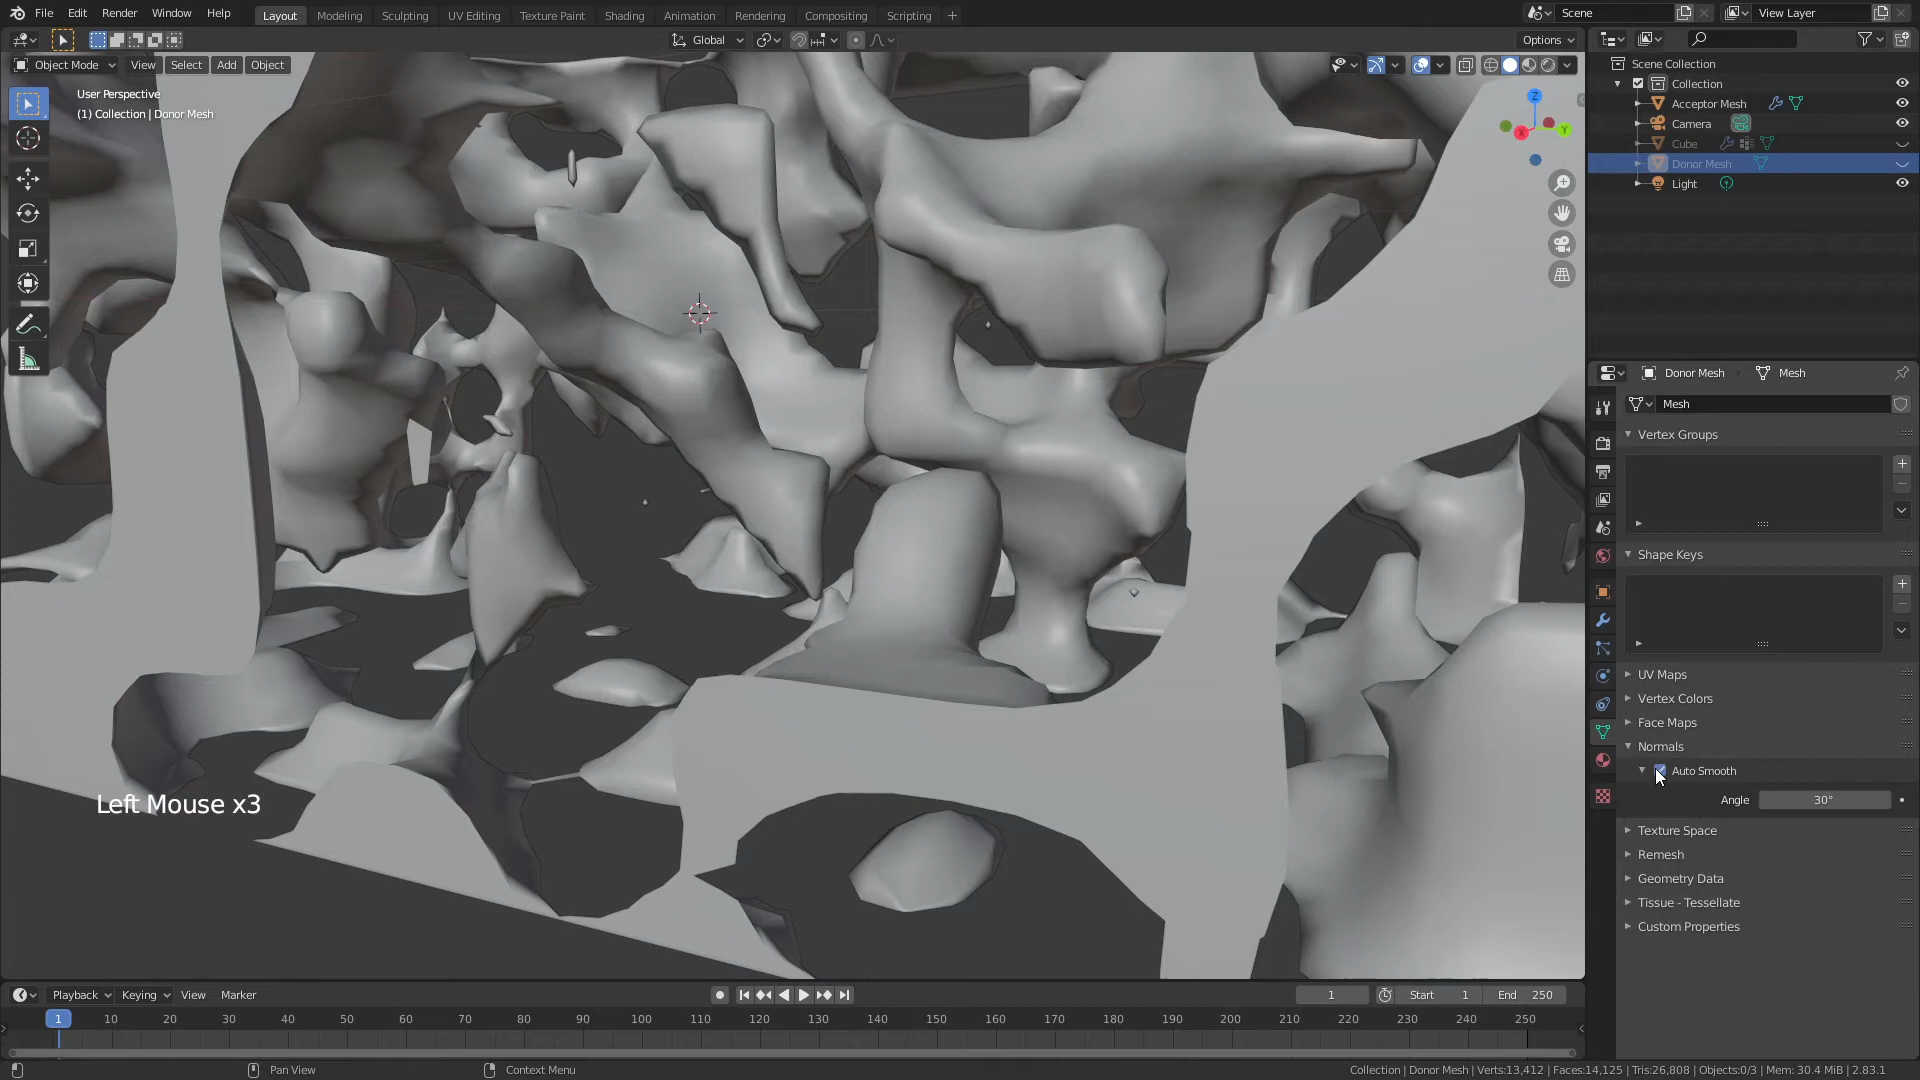 File Edit Render Window Help Layout Modeling Sculpting UV Editing Texture Paint Shading Animation Rendering Compositing Scripting + Scene View Layer
Global Options
Object Mode View Select Add Object
User Perspective
(1) Collection | Donor Mesh
Z
X
Y
Left Mouse x3
Scene Collection
Collection
Acceptor Mesh
Camera
Cube
Donor Mesh
Light
Donor Mesh Mesh
Mesh
Vertex Groups
Shape Keys
UV Maps
Vertex Colors
Face Maps
Normals
Auto Smooth
Angle 30°
Texture Space
Remesh
Geometry Data
Tissue - Tessellate
Custom Properties
Playback Keying View Marker 1 Start 1 End 250
1 10 20 30 40 50 60 70 80 90 100 110 120 130 140 150 160 170 180 190 200 210 220 230 240 250
Pan View Context Menu Collection | Donor Mesh | Verts:13,412 | Faces:14,125 | Tris:26,808 | Objects:0/3 | Mem: 30.4 MiB | 2.83.1